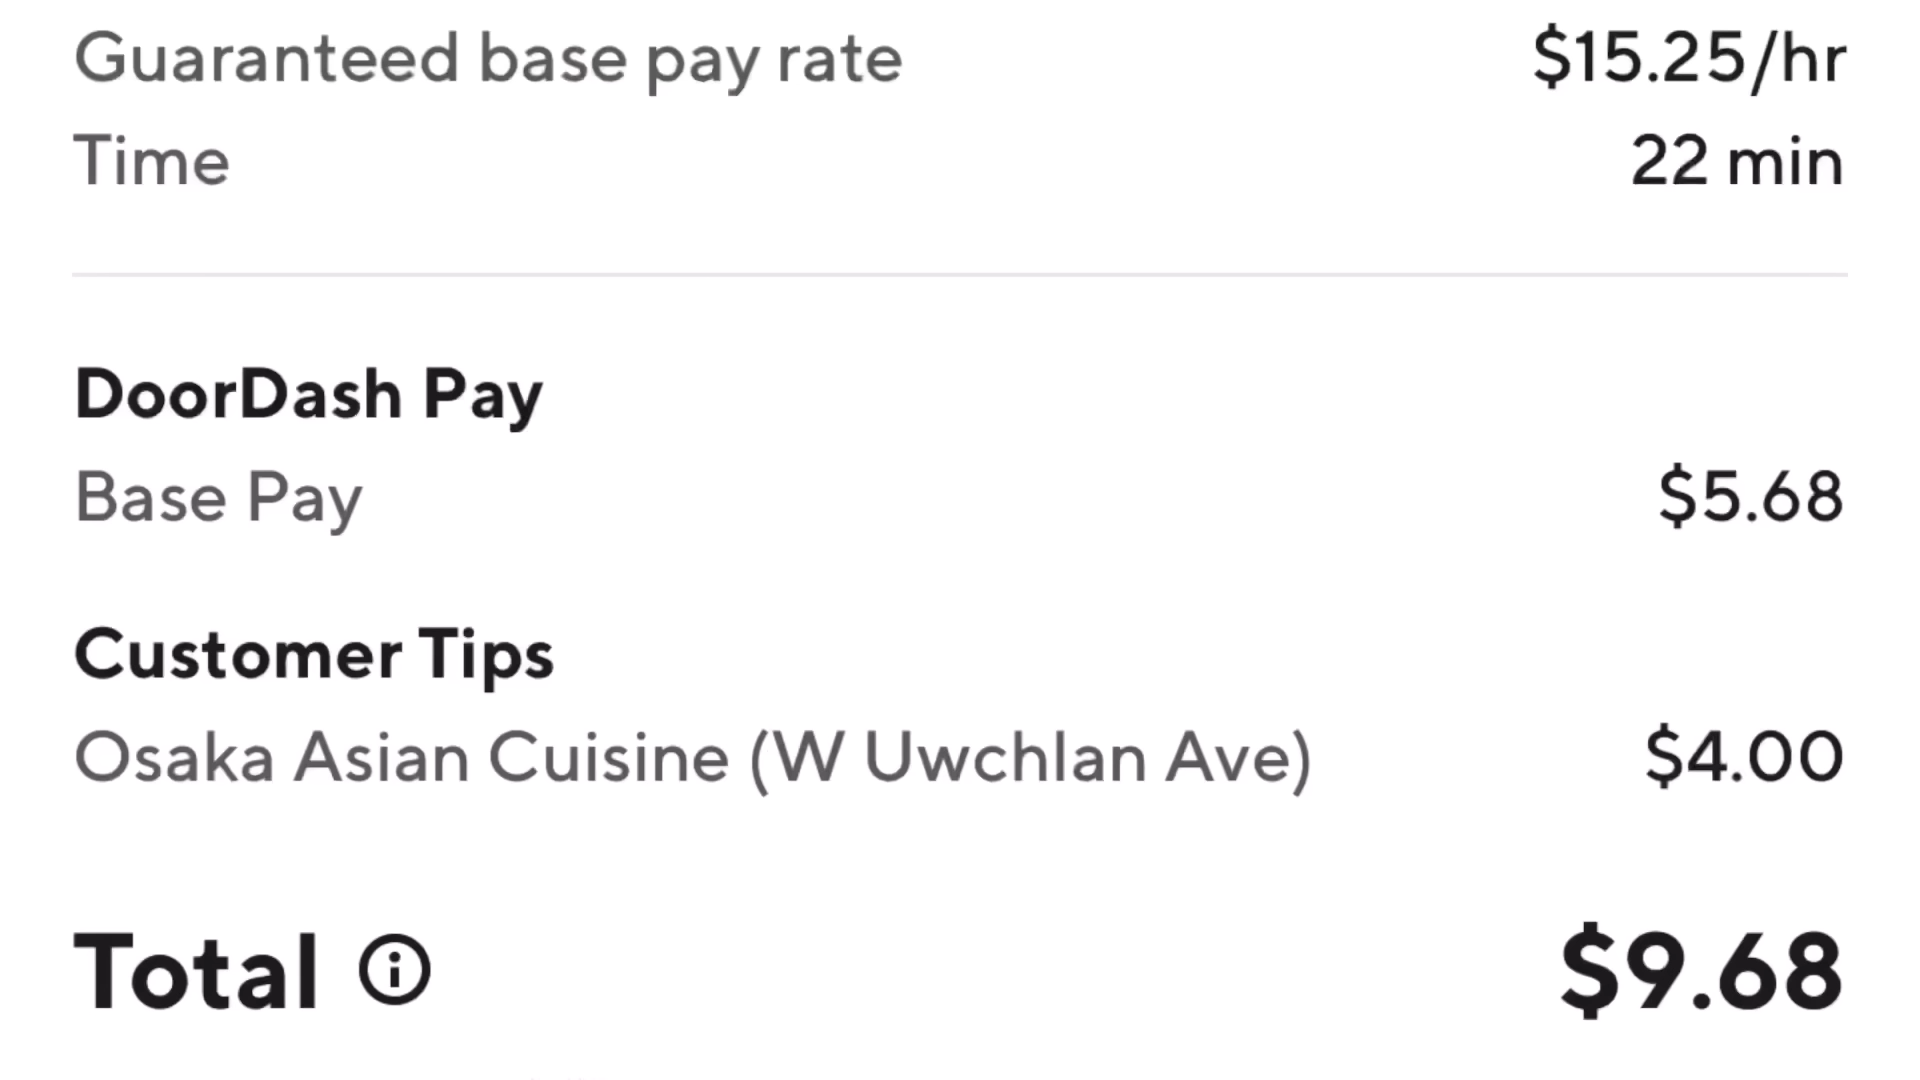 Guaranteed base pay rate $15.25/hr
Time 22 min
DoorDash Pay
Base Pay $5.68
Customer Tips
Osaka Asian Cuisine (W Uwchlan Ave) $4.00
Total $9.68